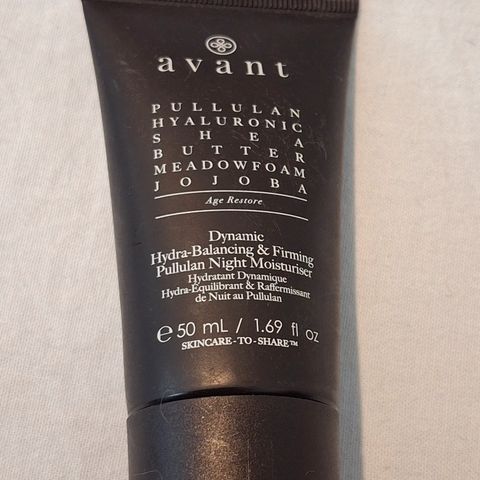 avant
PULLULAN
HYALURONIC
SHEA
BUTTER
MEADOWFOAM
JOJOBA
Age Restore
Dynamic
Hydra-Balancing & Firming
Pullulan Night Moisturiser
Hydratant Dynamique
Hydra-Équilibrant & Raffermissant
de Nuit au Pullulan
℮ 50 mL / 1.69 fl oz
SKINCARE-TO-SHARE™